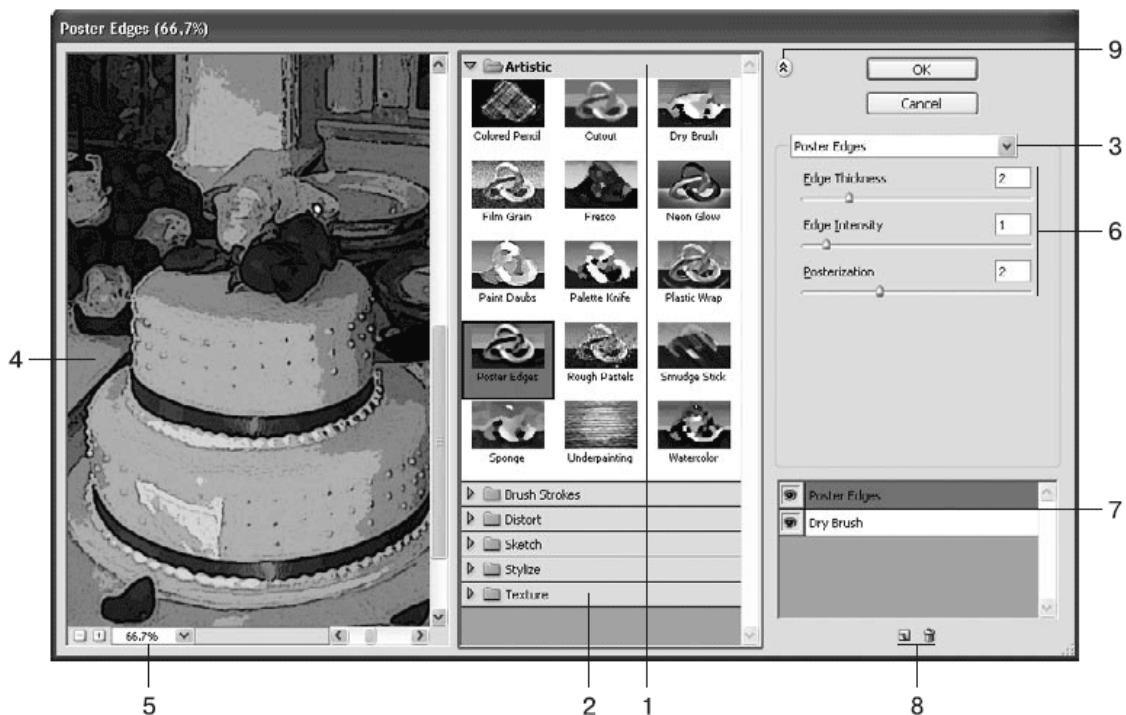 Poster Edges (66,7%)
Artistic
Colored Pencil
Cutout
Dry Brush
Film Grain
Fresco
Neon Glow
Paint Daubs
Palette Knife
Plastic Wrap
Poster Edges
Rough Pastels
Smudge Stick
Sponge
Underpainting
Watercolor
Brush Strokes
Distort
Sketch
Stylize
Texture
66,7%
OK
Cancel
Poster Edges
Edge Thickness 2
Edge Intensity 1
Posterization 2
Poster Edges
Dry Brush
9
3
6
4
7
5
2
1
8